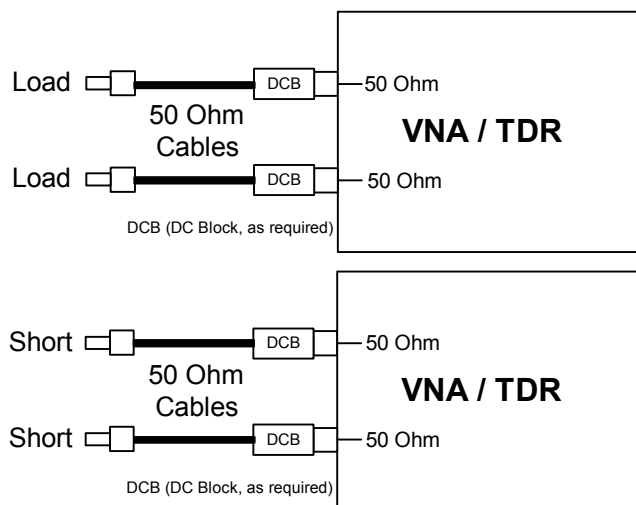 Load DCB 50 Ohm
50 Ohm
Cables
VNA / TDR
Load DCB 50 Ohm
DCB (DC Block, as required)
Short DCB 50 Ohm
50 Ohm
Cables
VNA / TDR
Short DCB 50 Ohm
DCB (DC Block, as required)